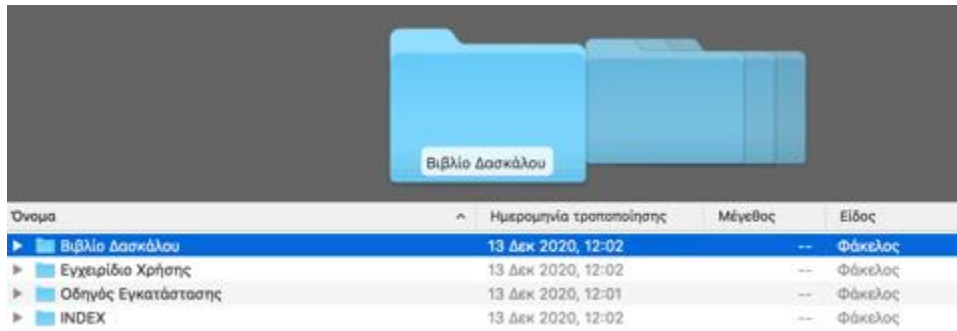 Βιβλίο Δασκάλου
Όνομα Ημερομηνία τροποποίησης Μέγεθος Είδος
Βιβλίο Δασκάλου 13 Δεκ 2020, 12:02 -- Φάκελος
Εγχειρίδιο Χρήσης 13 Δεκ 2020, 12:02 -- Φάκελος
Οδηγός Εγκατάστασης 13 Δεκ 2020, 12:01 -- Φάκελος
INDEX 13 Δεκ 2020, 12:02 -- Φάκελος